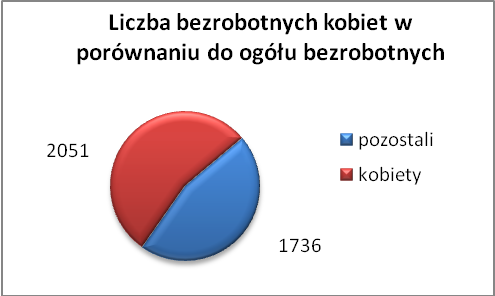 Liczba bezrobotnych kobiet w
porównaniu do ogółu bezrobotnych
2051
pozostali
kobiety
1736